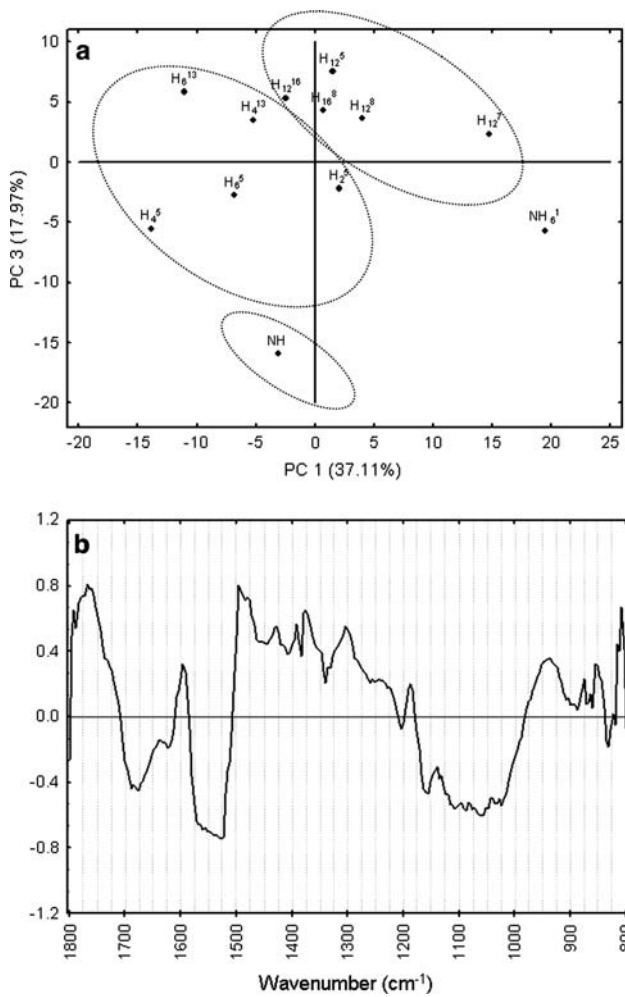 a
10
5
0
-5
-10
-15
-20
PC 3 (17.97%)
H₆¹³
H₁₂¹⁶
H₁₂⁵
H₄¹³
H₁₆⁸
H₁₂⁸
H₁₂⁷
H₆⁵
H₂⁵
H₄⁵
NH₆¹
NH
-20 -15 -10 -5 0 5 10 15 20 25
PC 1 (37.11%)
b
1.2
0.8
0.4
0.0
-0.4
-0.8
-1.2
1800 1700 1600 1500 1400 1300 1200 1100 1000 900 800
Wavenumber (cm⁻¹)